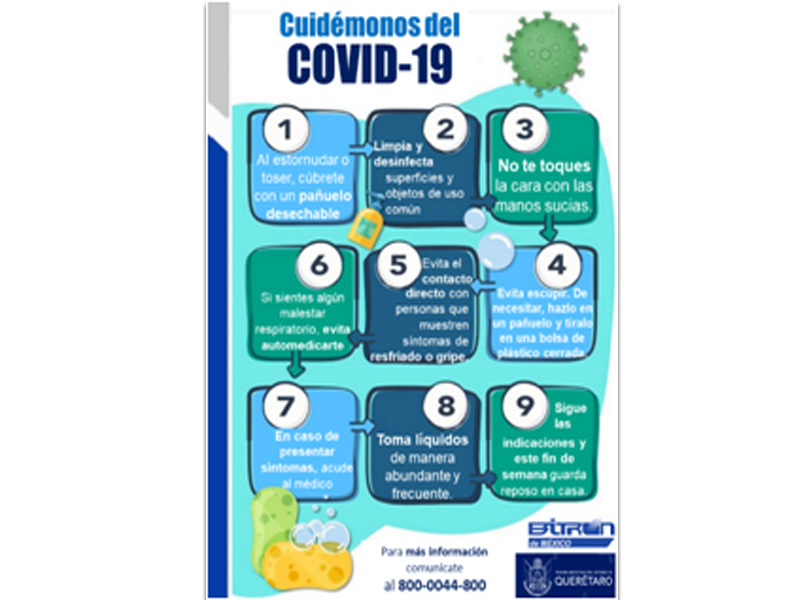 Cuidémonos del
COVID-19
1
Al estornudar o
toser, cúbrete
con un pañuelo
desechable
2
Limpia y
desinfecta
superficies y
objetos de uso
común
3
No te toques
la cara con las
manos sucias.
4
Evita escupir. De
necesitar, hazlo en
un pañuelo y tíralo
en una bolsa de
plástico cerrada.
5
Evita el
contacto
directo con
personas que
muestren
síntomas de
resfriado o gripe.
6
Si sientes algún
malestar
respiratorio, evita
automedicarte
7
En caso de
presentar
síntomas, acude
al médico
8
Toma líquidos
de manera
abundante y
frecuente.
9
Sigue
las
indicaciones y
este fin de
semana guarda
reposo en casa.
BITRON
de MÉXICO
Para más información
comunícate
al 800-0044-800
QUERÉTARO